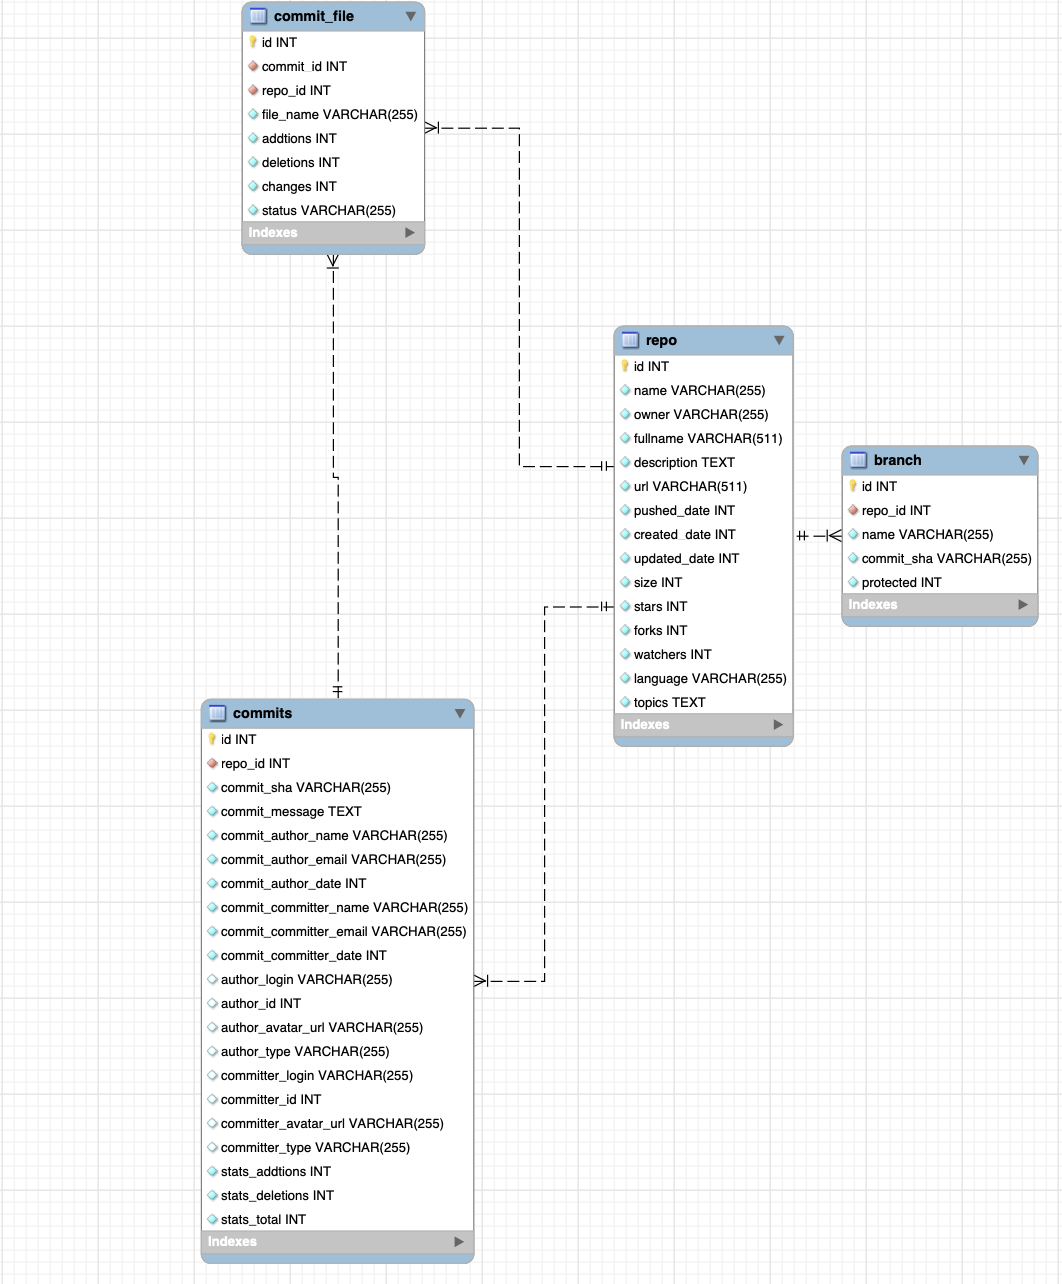 commit_file
id INT
commit_id INT
repo_id INT
file_name VARCHAR(255)
addtions INT
deletions INT
changes INT
status VARCHAR(255)
Indexes
repo
id INT
name VARCHAR(255)
owner VARCHAR(255)
fullname VARCHAR(511)
description TEXT
url VARCHAR(511)
pushed_date INT
created_date INT
updated_date INT
size INT
stars INT
forks INT
watchers INT
language VARCHAR(255)
topics TEXT
Indexes
branch
id INT
repo_id INT
name VARCHAR(255)
commit_sha VARCHAR(255)
protected INT
Indexes
commits
id INT
repo_id INT
commit_sha VARCHAR(255)
commit_message TEXT
commit_author_name VARCHAR(255)
commit_author_email VARCHAR(255)
commit_author_date INT
commit_committer_name VARCHAR(255)
commit_committer_email VARCHAR(255)
commit_committer_date INT
author_login VARCHAR(255)
author_id INT
author_avatar_url VARCHAR(255)
author_type VARCHAR(255)
committer_login VARCHAR(255)
committer_id INT
committer_avatar_url VARCHAR(255)
committer_type VARCHAR(255)
stats_addtions INT
stats_deletions INT
stats_total INT
Indexes